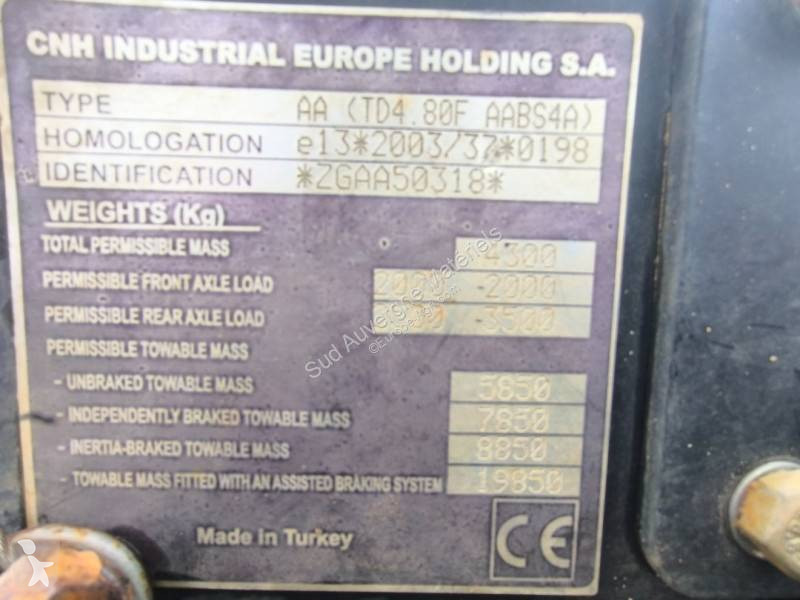 CNH INDUSTRIAL EUROPE HOLDING S.A.
TYPE AA (TD4.80F AABS4A)
HOMOLOGATION e13*2003/37*0198
IDENTIFICATION *ZGAA50318*
WEIGHTS (Kg)
TOTAL PERMISSIBLE MASS 4300
PERMISSIBLE FRONT AXLE LOAD -2000
PERMISSIBLE REAR AXLE LOAD -3500
PERMISSIBLE TOWABLE MASS
- UNBRAKED TOWABLE MASS 5850
- INDEPENDENTLY BRAKED TOWABLE MASS 7850
- INERTIA-BRAKED TOWABLE MASS 8850
- TOWABLE MASS FITTED WITH AN ASSISTED BRAKING SYSTEM 19850
Made in Turkey
CE
Sud Auvergne Matériels